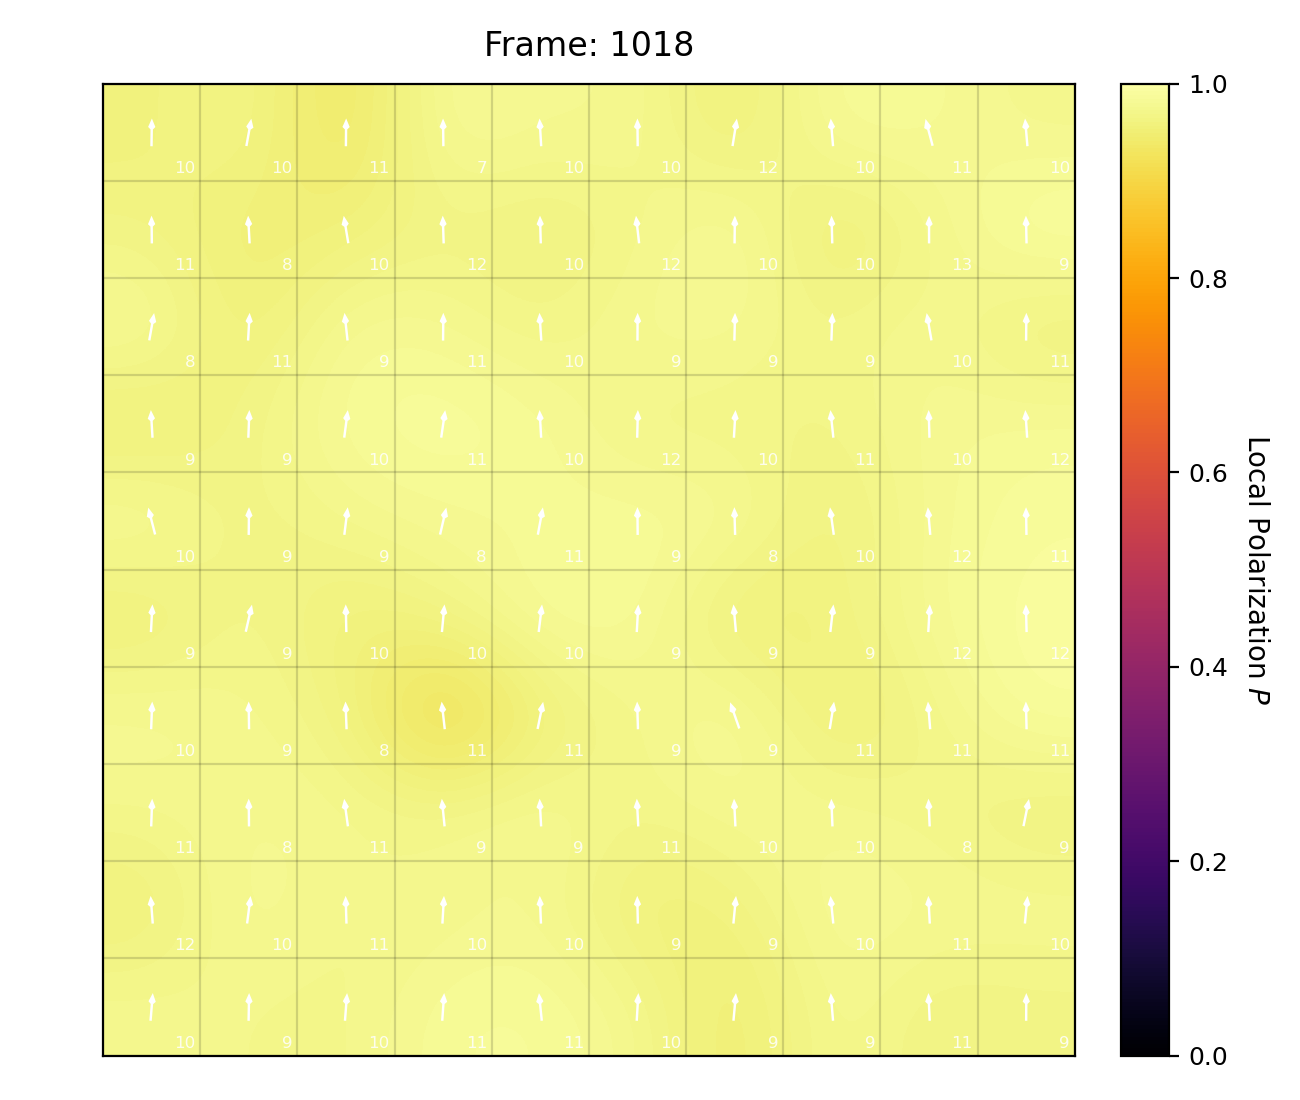 Frame: 1018
10 10 11 7 10 10 12 10 11 10
11 8 10 12 10 12 10 10 13 9
8 11 9 11 10 9 9 9 10 11
9 9 10 11 10 12 10 11 10 12
10 9 9 8 11 9 8 10 12 11
9 9 10 10 10 9 9 9 12 12
10 9 8 11 11 9 9 11 11 11
11 8 11 9 9 11 10 10 8 9
12 10 11 10 10 9 9 10 11 10
10 9 10 11 11 10 9 9 11 9
1.0
0.8
0.6
0.4
0.2
0.0
Local Polarization P